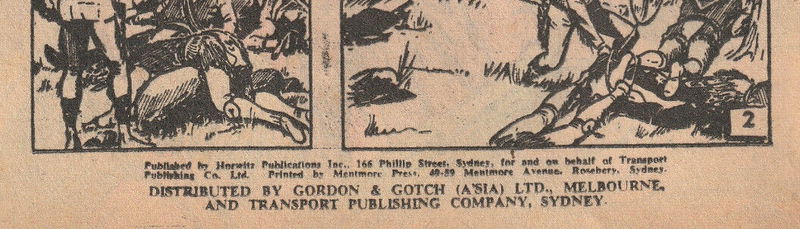 2
Published by Horwitz Publications Inc., 166 Phillip Street, Sydney, for and on behalf of Transport
Publishing Co. Ltd. Printed by Mentmore Press, 49-59 Mentmore Avenue, Rosebery, Sydney.
DISTRIBUTED BY GORDON & GOTCH (A'SIA) LTD., MELBOURNE,
AND TRANSPORT PUBLISHING COMPANY, SYDNEY.